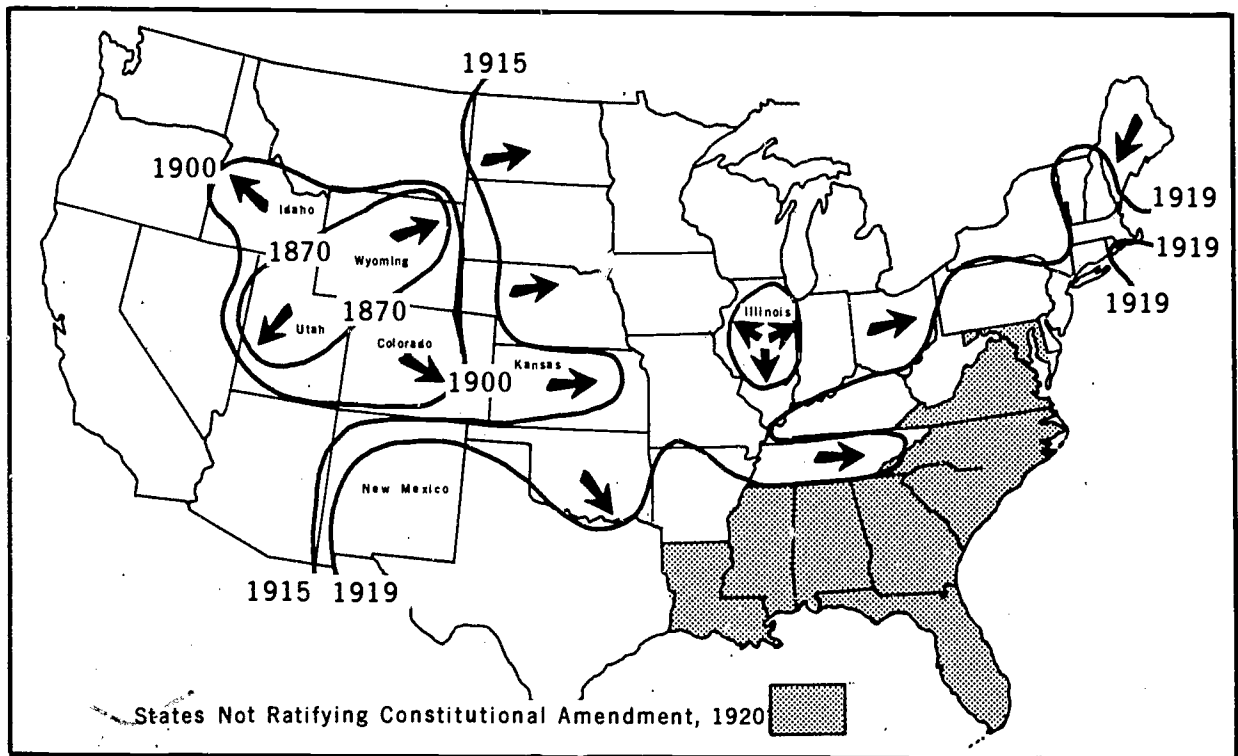 1915
1900
Idaho
1870
Wyoming
1919
1919
1919
1870
Utah
Colorado
Illinois
1900
Kansas
New Mexico
1915 1919
States Not Ratifying Constitutional Amendment, 1920